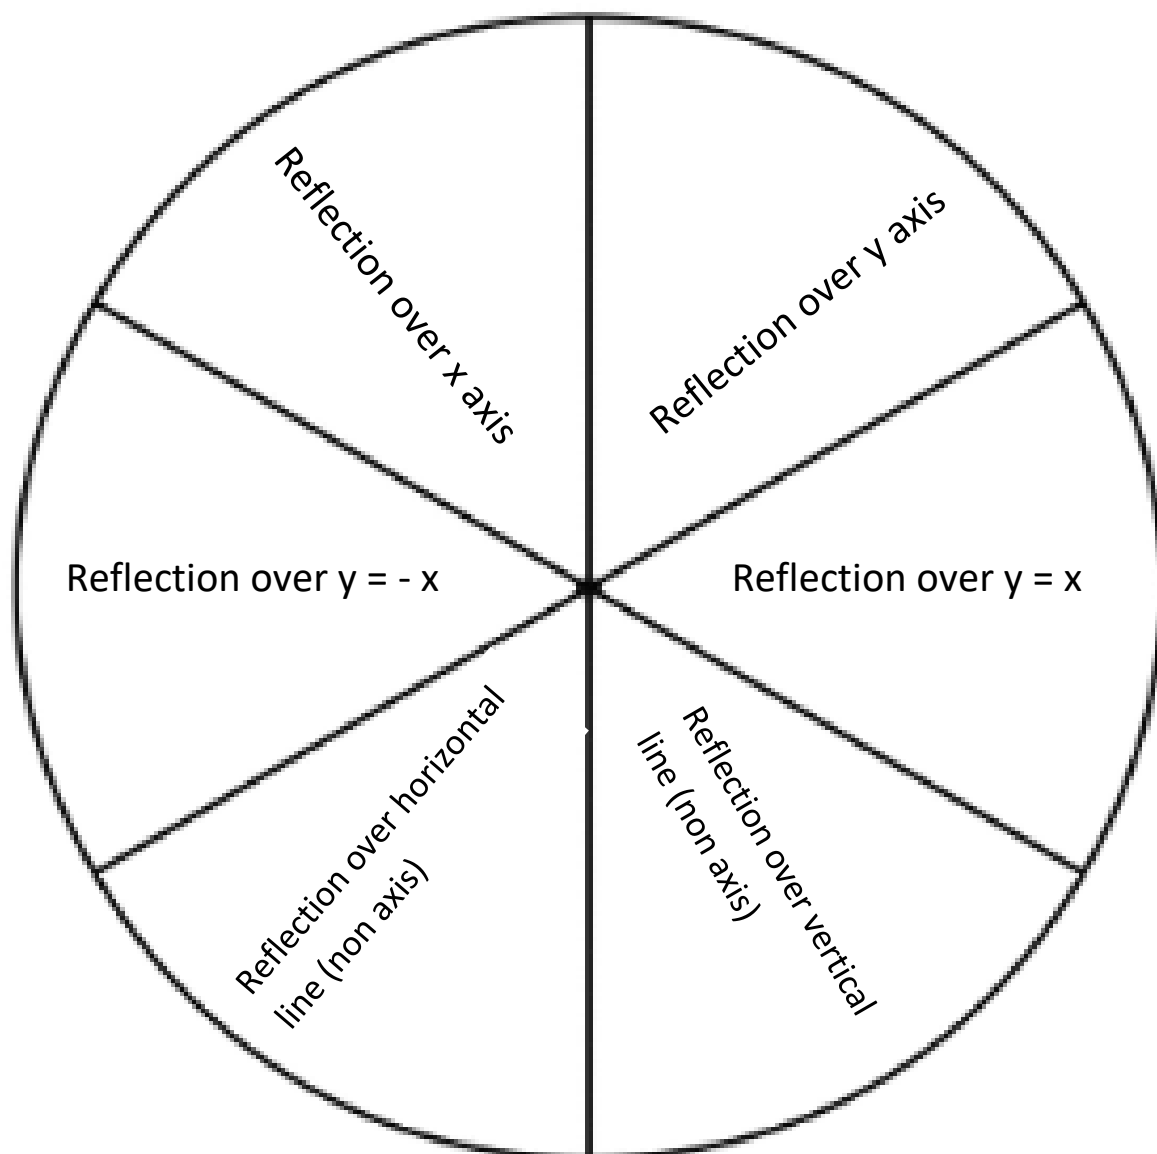 Reflection over x axis
Reflection over y axis
Reflection over y = - x
Reflection over y = x
Reflection over horizontal
line (non axis)
Reflection over vertical
line (non axis)